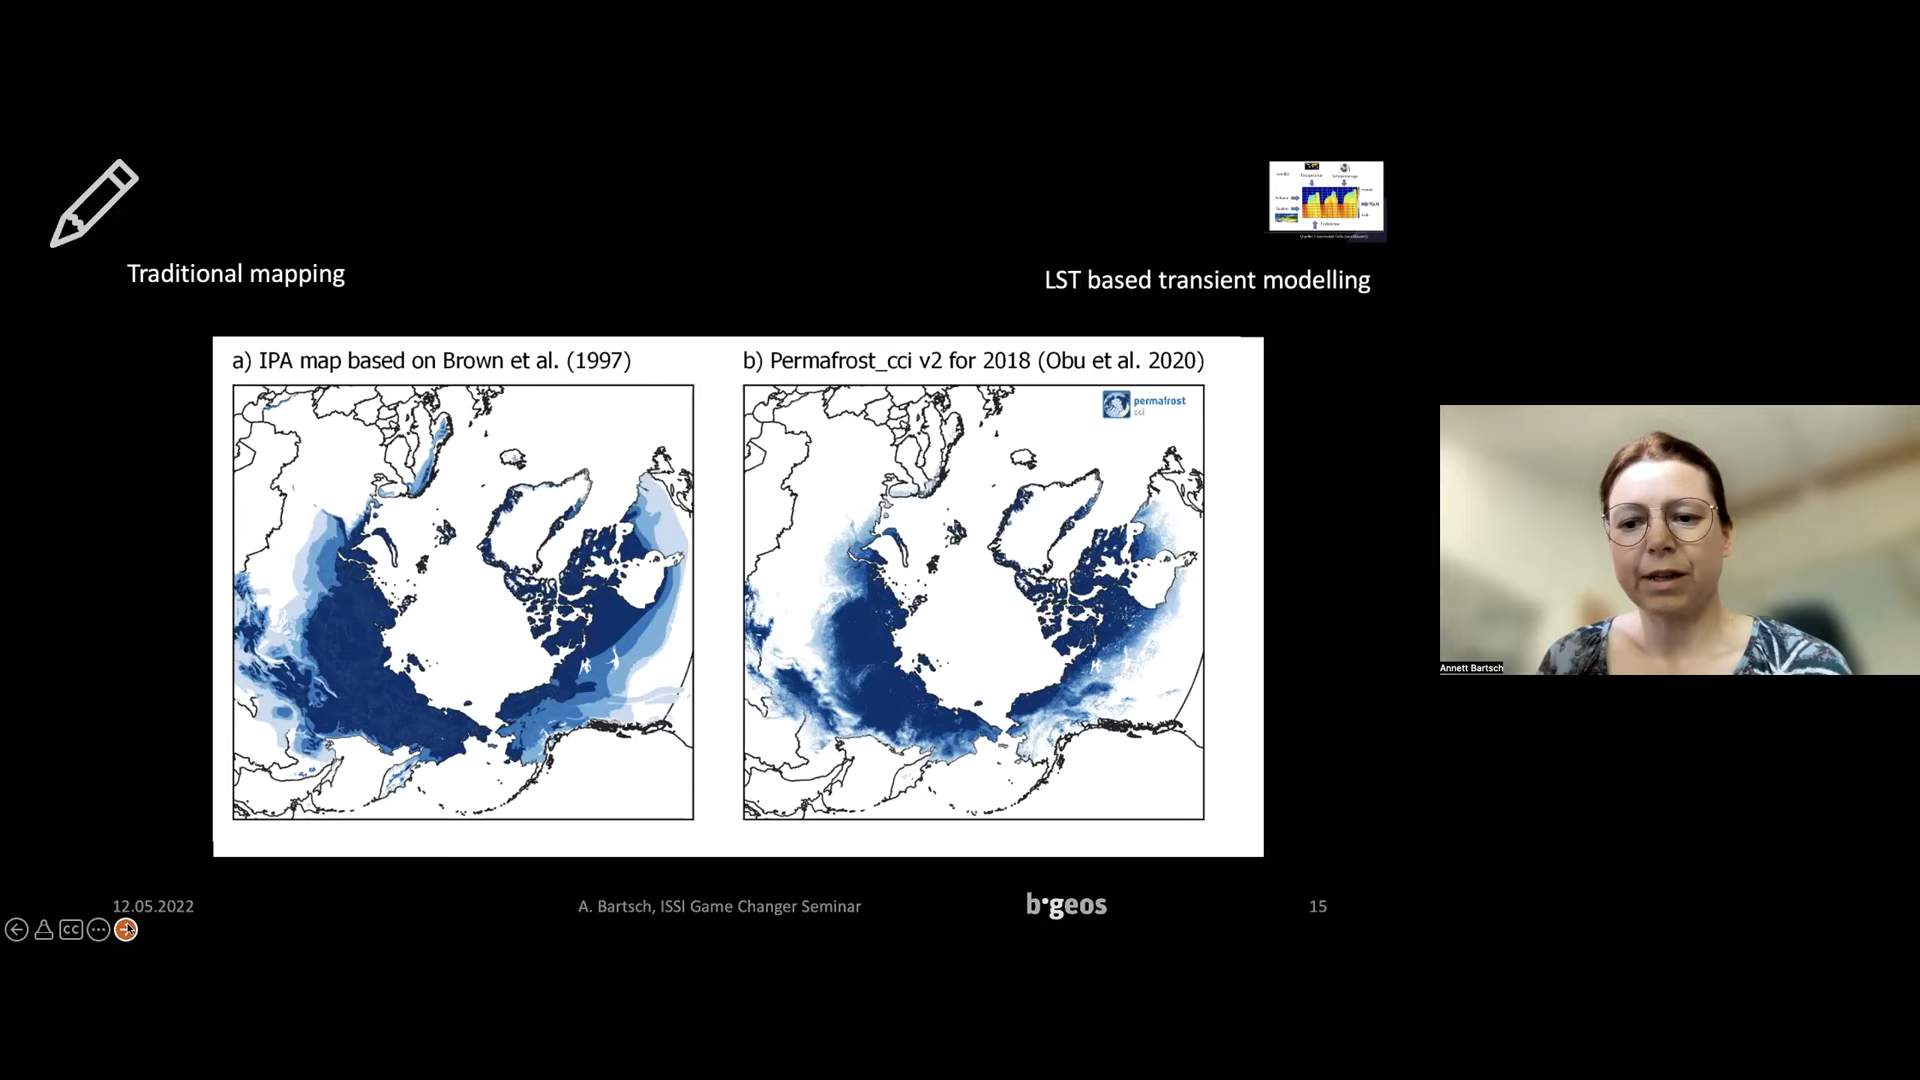 Traditional mapping
LST based transient modelling
a) IPA map based on Brown et al. (1997)
b) Permafrost_cci v2 for 2018 (Obu et al. 2020)
permafrost
cci
Annett Bartsch
12.05.2022
A. Bartsch, ISSI Game Changer Seminar
b·geos
15
CC